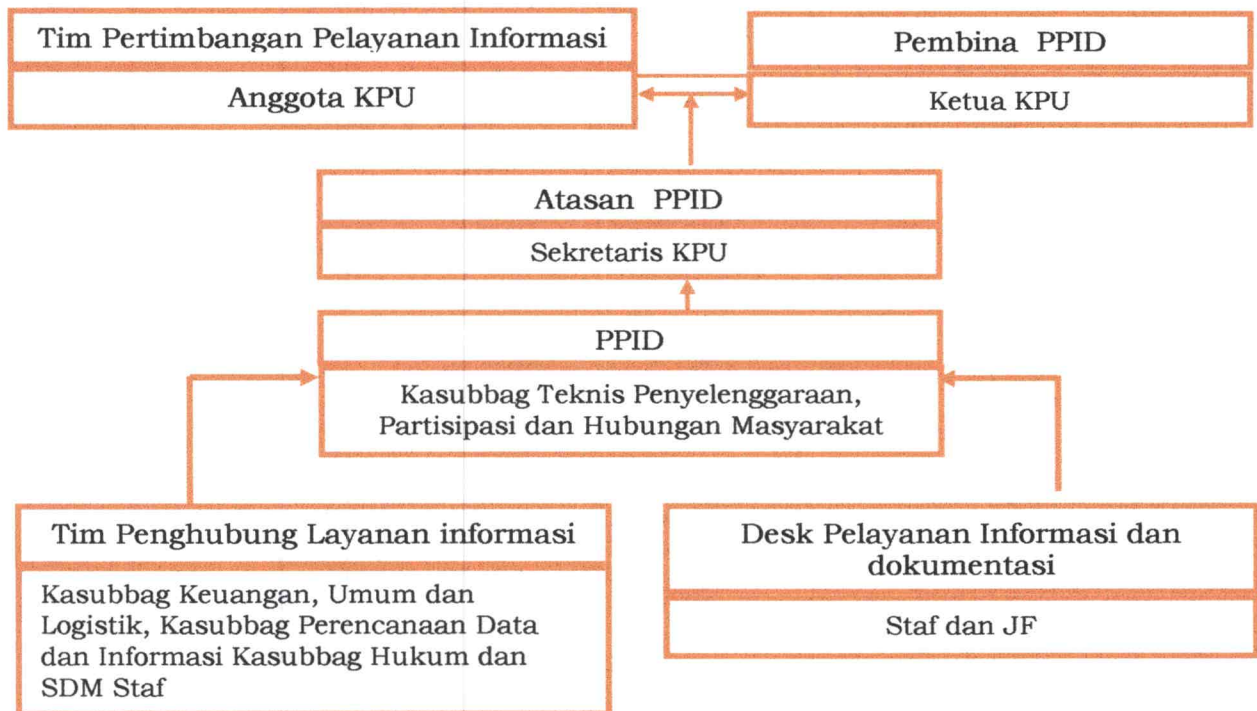 Tim Pertimbangan Pelayanan Informasi
Anggota KPU
Pembina PPID
Ketua KPU
Atasan PPID
Sekretaris KPU
PPID
Kasubbag Teknis Penyelenggaraan,
Partisipasi dan Hubungan Masyarakat
Tim Penghubung Layanan informasi
Kasubbag Keuangan, Umum dan
Logistik, Kasubbag Perencanaan Data
dan Informasi Kasubbag Hukum dan
SDM Staf
Desk Pelayanan Informasi dan
dokumentasi
Staf dan JF